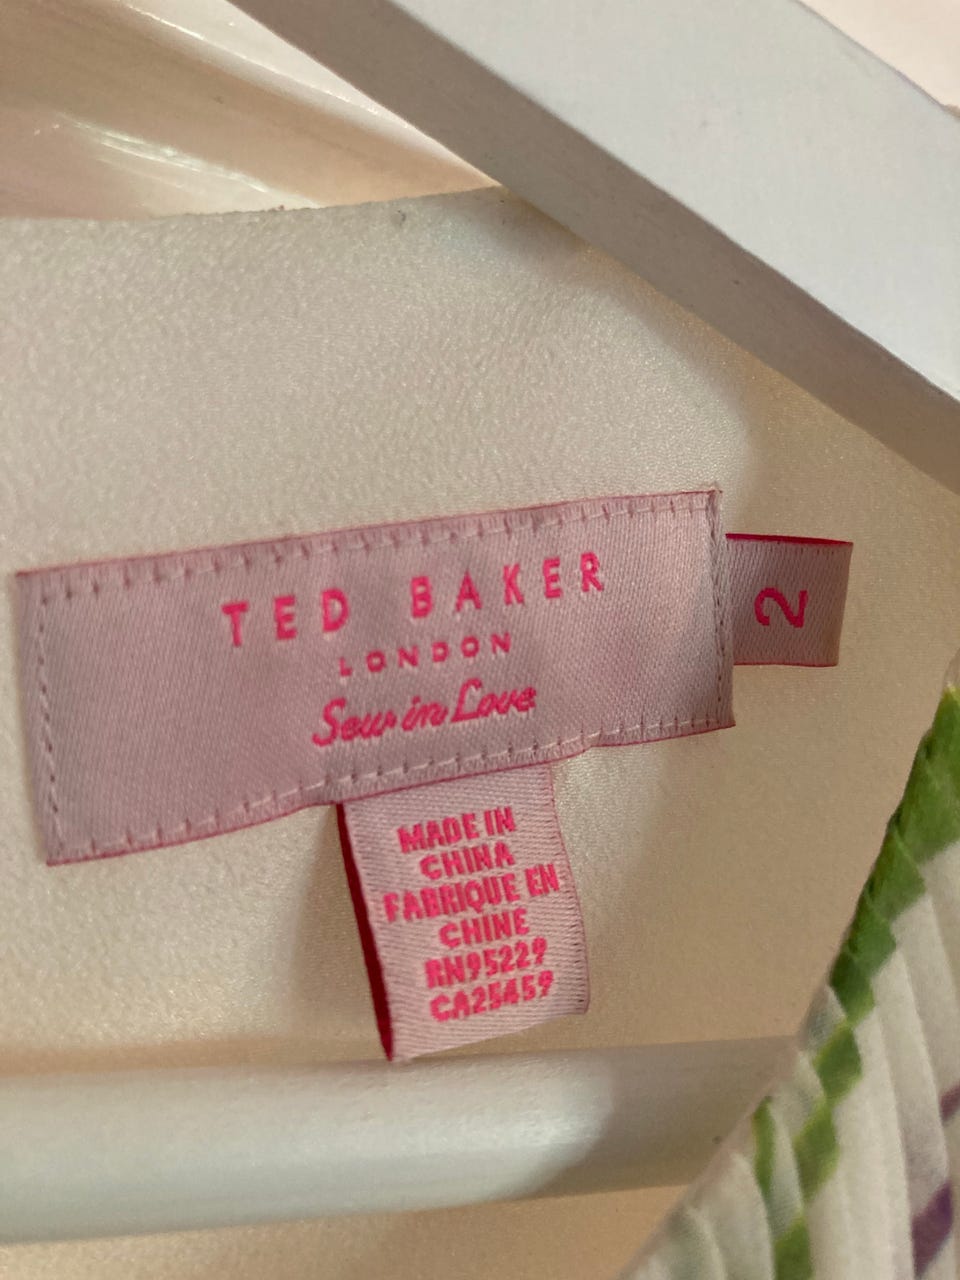 TED BAKER
LONDON
Sew in Love
2
MADE IN
CHINA
FABRIQUE EN
CHINE
RN95229
CA25459